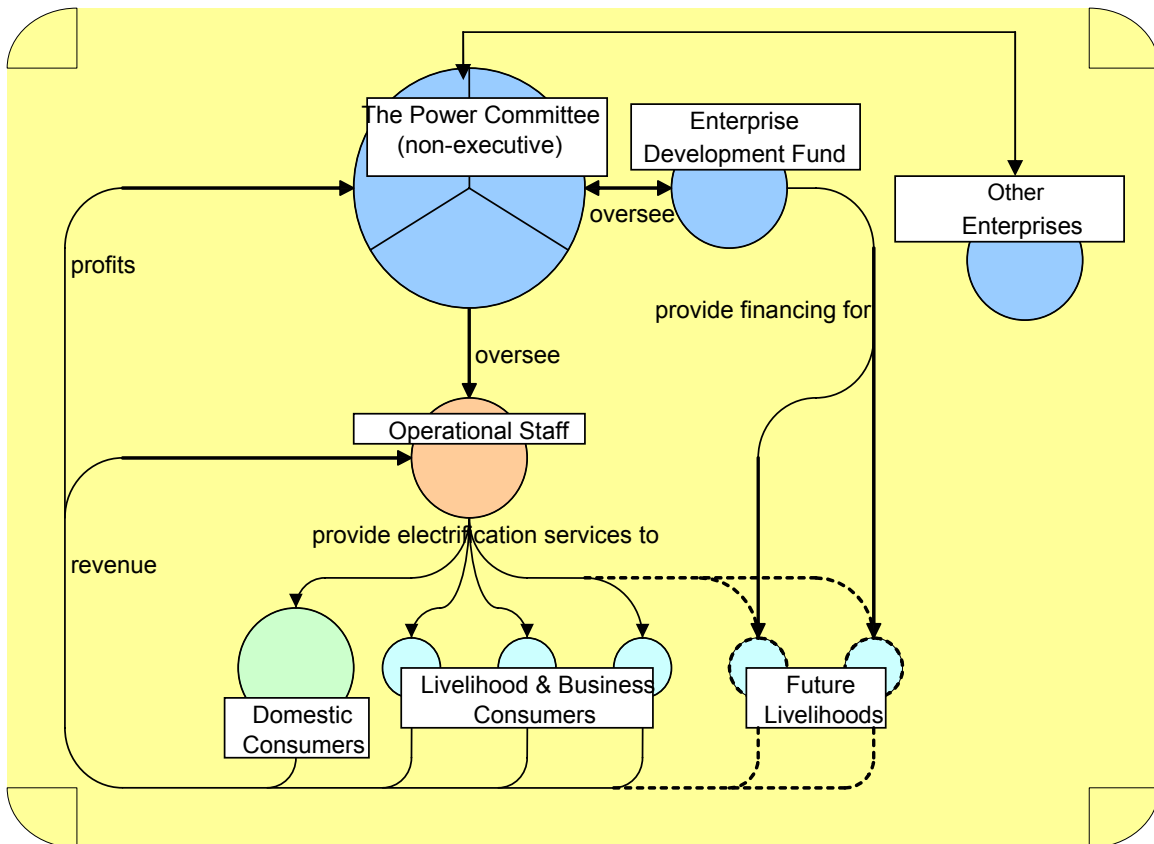 The Power Committee
(non-executive)
Enterprise
Development Fund
Other
Enterprises
oversee
profits
provide financing for
oversee
Operational Staff
provide electrification services to
revenue
Livelihood & Business
Consumers
Future
Livelihoods
Domestic
Consumers